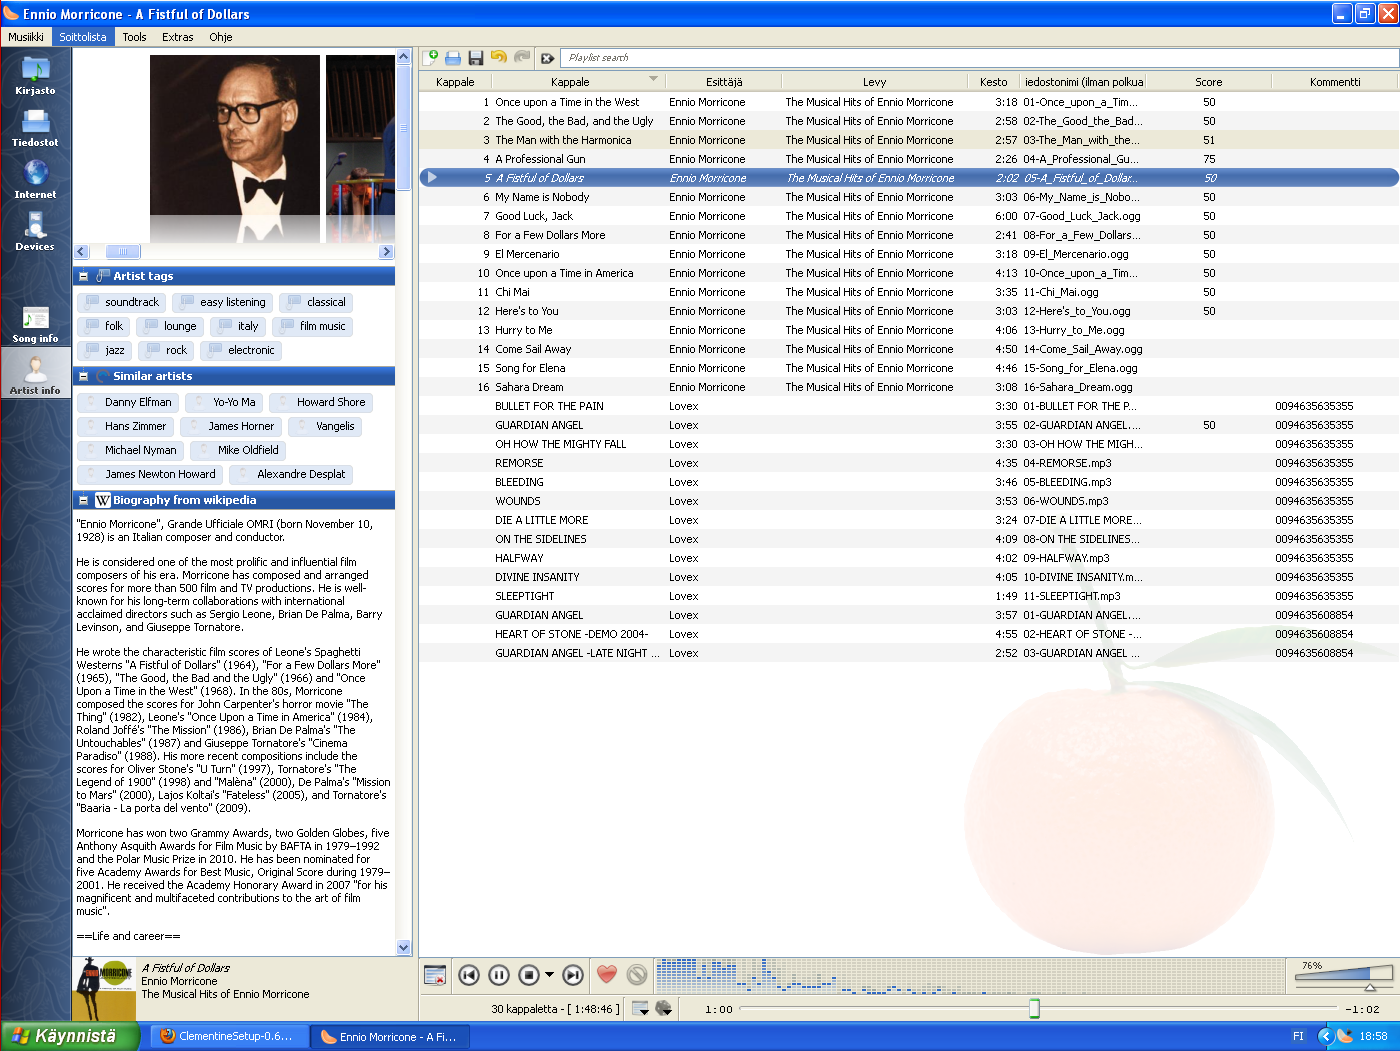 Ennio Morricone - A Fistful of Dollars
Musiikki Soittolista Tools Extras Ohje
Kirjasto
Tiedostot
Internet
Devices
Song info
Artist info
Artist tags
soundtrack easy listening classical
folk lounge italy film music
jazz rock electronic
Similar artists
Danny Elfman Yo-Yo Ma Howard Shore
Hans Zimmer James Horner Vangelis
Michael Nyman Mike Oldfield
James Newton Howard Alexandre Desplat
W Biography from wikipedia
"Ennio Morricone", Grande Ufficiale OMRI (born November 10,
1928) is an Italian composer and conductor.
He is considered one of the most prolific and influential film
composers of his era. Morricone has composed and arranged
scores for more than 500 film and TV productions. He is well-
known for his long-term collaborations with international
acclaimed directors such as Sergio Leone, Brian De Palma, Barry
Levinson, and Giuseppe Tornatore.
He wrote the characteristic film scores of Leone's Spaghetti
Westerns "A Fistful of Dollars" (1964), "For a Few Dollars More"
(1965), "The Good, the Bad and the Ugly" (1966) and "Once
Upon a Time in the West" (1968). In the 80s, Morricone
composed the scores for John Carpenter's horror movie "The
Thing" (1982), Leone's "Once Upon a Time in America" (1984),
Roland Joffé's "The Mission" (1986), Brian De Palma's "The
Untouchables" (1987) and Giuseppe Tornatore's "Cinema
Paradiso" (1988). His more recent compositions include the
scores for Oliver Stone's "U Turn" (1997), Tornatore's "The
Legend of 1900" (1998) and "Malèna" (2000), De Palma's "Mission
to Mars" (2000), Lajos Koltai's "Fateless" (2005), and Tornatore's
"Baaria - La porta del vento" (2009).
Morricone has won two Grammy Awards, two Golden Globes, five
Anthony Asquith Awards for Film Music by BAFTA in 1979–1992
and the Polar Music Prize in 2010. He has been nominated for
five Academy Awards for Best Music, Original Score during 1979–
2001. He received the Academy Honorary Award in 2007 "for his
magnificent and multifaceted contributions to the art of film
music".
==Life and career==
ENNIO MORRICONE
A Fistful of Dollars
Ennio Morricone
The Musical Hits of Ennio Morricone
Playlist search
Kappale Kappale Esittäjä Levy Kesto iedostonimi (ilman polkua Score Kommentti
1 Once upon a Time in the West Ennio Morricone The Musical Hits of Ennio Morricone 3:18 01-Once_upon_a_Tim... 50
2 The Good, the Bad, and the Ugly Ennio Morricone The Musical Hits of Ennio Morricone 2:58 02-The_Good_the_Bad... 50
3 The Man with the Harmonica Ennio Morricone The Musical Hits of Ennio Morricone 2:57 03-The_Man_with_the... 51
4 A Professional Gun Ennio Morricone The Musical Hits of Ennio Morricone 2:26 04-A_Professional_Gu... 75
5 A Fistful of Dollars Ennio Morricone The Musical Hits of Ennio Morricone 2:02 05-A_Fistful_of_Dollar... 50
6 My Name is Nobody Ennio Morricone The Musical Hits of Ennio Morricone 3:03 06-My_Name_is_Nobo... 50
7 Good Luck, Jack Ennio Morricone The Musical Hits of Ennio Morricone 6:00 07-Good_Luck_Jack.ogg 50
8 For a Few Dollars More Ennio Morricone The Musical Hits of Ennio Morricone 2:41 08-For_a_Few_Dollars... 50
9 El Mercenario Ennio Morricone The Musical Hits of Ennio Morricone 3:18 09-El_Mercenario.ogg 50
10 Once upon a Time in America Ennio Morricone The Musical Hits of Ennio Morricone 4:13 10-Once_upon_a_Tim... 50
11 Chi Mai Ennio Morricone The Musical Hits of Ennio Morricone 3:35 11-Chi_Mai.ogg 50
12 Here's to You Ennio Morricone The Musical Hits of Ennio Morricone 3:03 12-Here's_to_You.ogg 50
13 Hurry to Me Ennio Morricone The Musical Hits of Ennio Morricone 4:06 13-Hurry_to_Me.ogg
14 Come Sail Away Ennio Morricone The Musical Hits of Ennio Morricone 4:50 14-Come_Sail_Away.ogg
15 Song for Elena Ennio Morricone The Musical Hits of Ennio Morricone 4:46 15-Song_for_Elena.ogg
16 Sahara Dream Ennio Morricone The Musical Hits of Ennio Morricone 3:08 16-Sahara_Dream.ogg
BULLET FOR THE PAIN Lovex 3:30 01-BULLET FOR THE P... 0094635635355
GUARDIAN ANGEL Lovex 3:55 02-GUARDIAN ANGEL.... 50 0094635635355
OH HOW THE MIGHTY FALL Lovex 3:30 03-OH HOW THE MIGH... 0094635635355
REMORSE Lovex 4:35 04-REMORSE.mp3 0094635635355
BLEEDING Lovex 3:46 05-BLEEDING.mp3 0094635635355
WOUNDS Lovex 3:53 06-WOUNDS.mp3 0094635635355
DIE A LITTLE MORE Lovex 3:24 07-DIE A LITTLE MORE... 0094635635355
ON THE SIDELINES Lovex 4:09 08-ON THE SIDELINES... 0094635635355
HALFWAY Lovex 4:02 09-HALFWAY.mp3 0094635635355
DIVINE INSANITY Lovex 4:05 10-DIVINE INSANITY.m... 0094635635355
SLEEPTIGHT Lovex 1:49 11-SLEEPTIGHT.mp3 0094635635355
GUARDIAN ANGEL Lovex 3:57 01-GUARDIAN ANGEL.... 0094635608854
HEART OF STONE -DEMO 2004- Lovex 4:55 02-HEART OF STONE -... 0094635608854
GUARDIAN ANGEL -LATE NIGHT ... Lovex 2:52 03-GUARDIAN ANGEL ... 0094635608854
76%
30 kappaletta - [ 1:48:46 ] 1:00 -1:02
Käynnistä ClementineSetup-0.6... Ennio Morricone - A Fi... FI 18:58